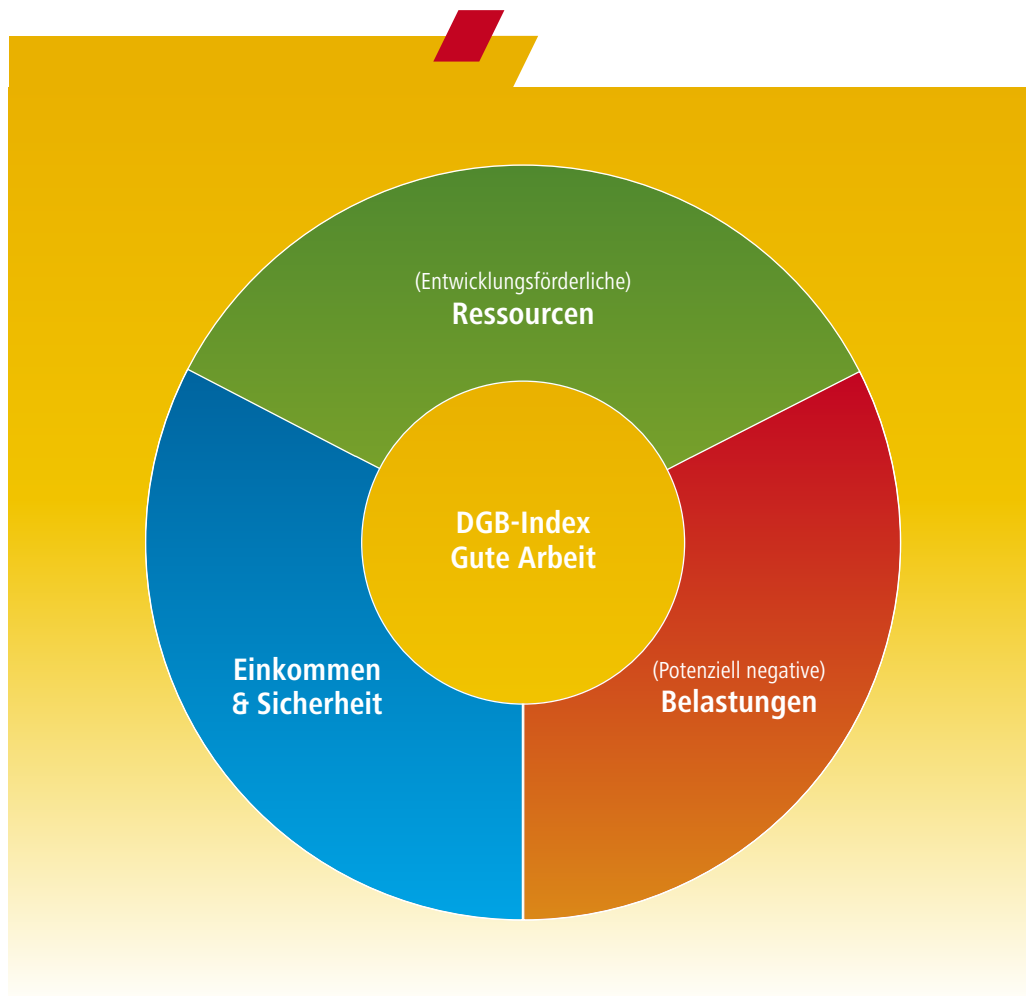 (Entwicklungsförderliche)
Ressourcen
DGB-Index
Gute Arbeit
Einkommen
& Sicherheit
(Potenziell negative)
Belastungen